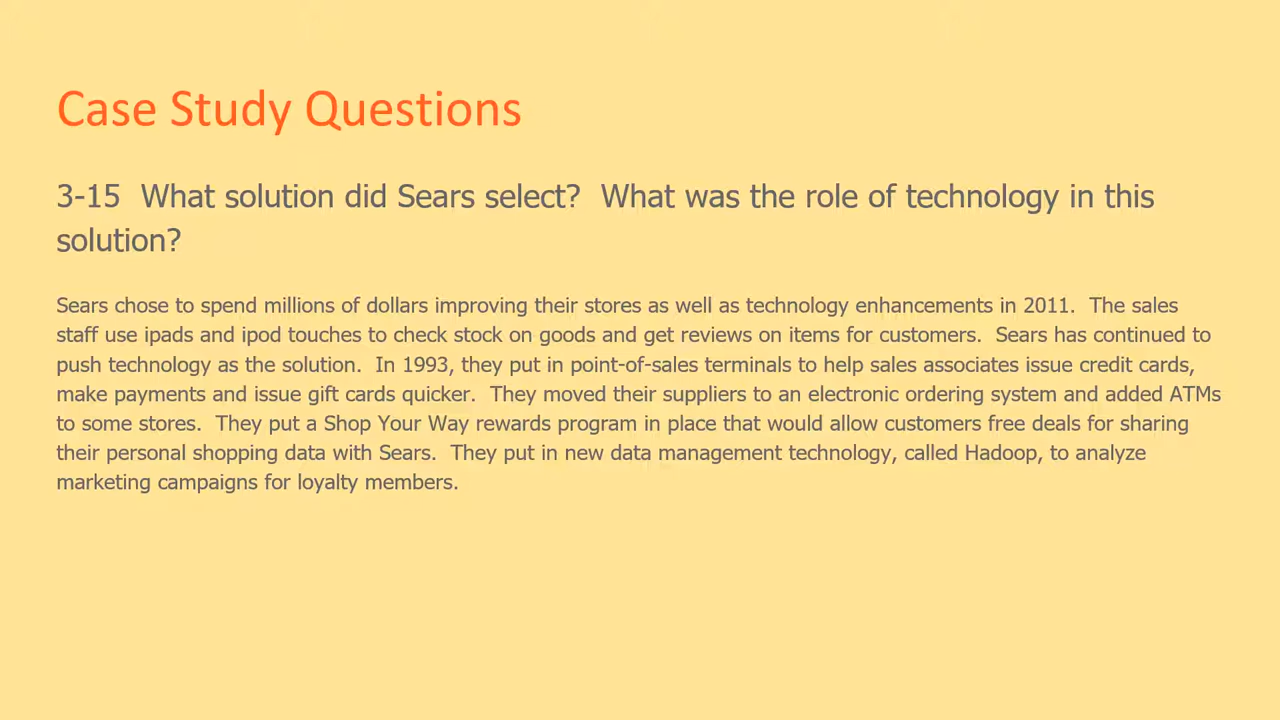 Case Study Questions
3-15  What solution did Sears select?  What was the role of technology in this
solution?
Sears chose to spend millions of dollars improving their stores as well as technology enhancements in 2011.  The sales
staff use ipads and ipod touches to check stock on goods and get reviews on items for customers.  Sears has continued to
push technology as the solution.  In 1993, they put in point-of-sales terminals to help sales associates issue credit cards,
make payments and issue gift cards quicker.  They moved their suppliers to an electronic ordering system and added ATMs
to some stores.  They put a Shop Your Way rewards program in place that would allow customers free deals for sharing
their personal shopping data with Sears.  They put in new data management technology, called Hadoop, to analyze
marketing campaigns for loyalty members.